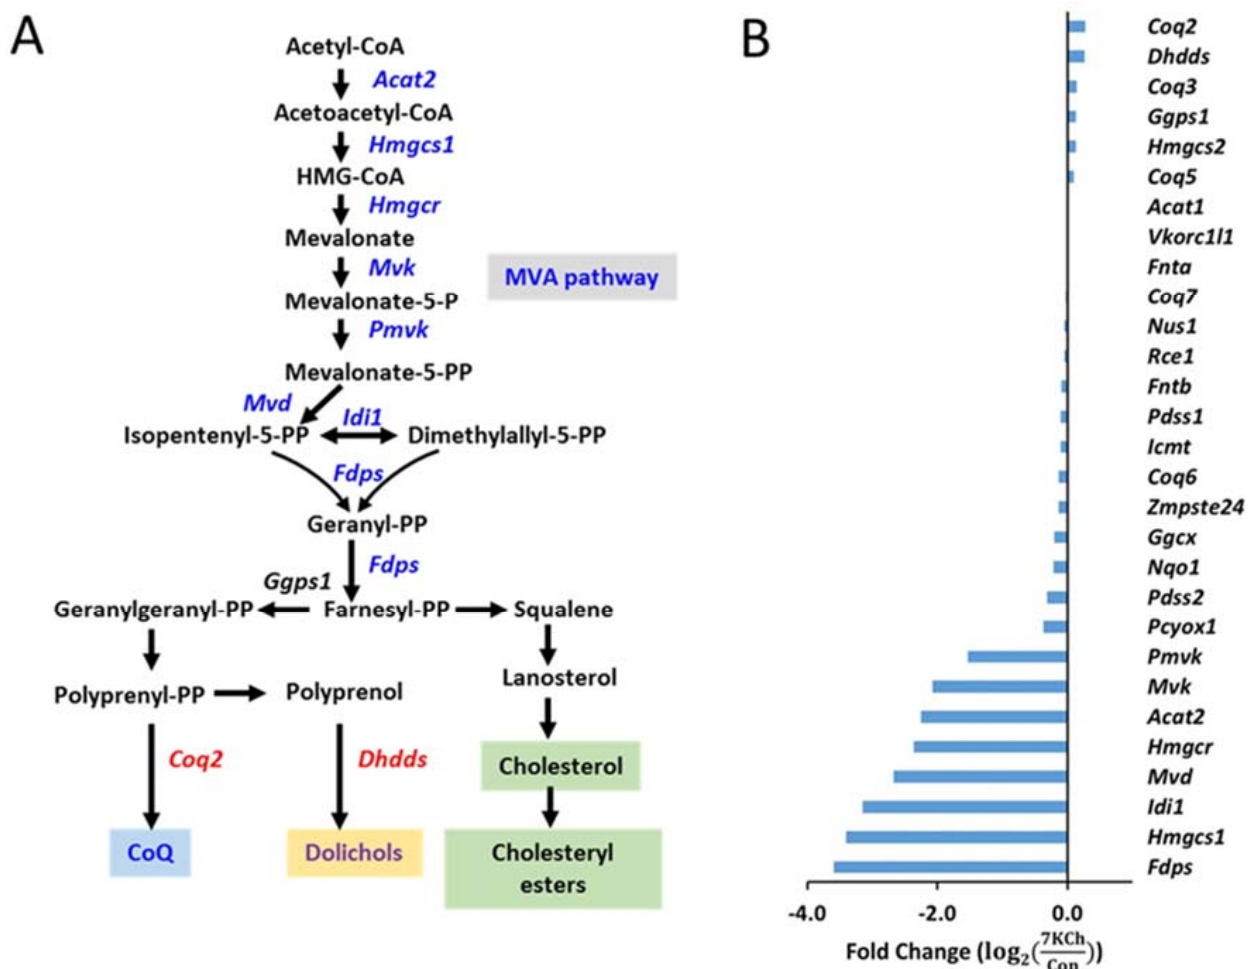 A
Acetyl-CoA
Acat2
Acetoacetyl-CoA
Hmgcs1
HMG-CoA
Hmgcr
Mevalonate
Mvk
MVA pathway
Mevalonate-5-P
Pmvk
Mevalonate-5-PP
Mvd
Idi1
Isopentenyl-5-PP
Dimethylallyl-5-PP
Fdps
Geranyl-PP
Fdps
Ggps1
Geranylgeranyl-PP
Farnesyl-PP
Squalene
Lanosterol
Polyprenyl-PP
Polyprenol
Coq2
Dhdds
Cholesterol
CoQ
Dolichols
Cholesteryl
esters
B
Coq2
Dhdds
Coq3
Ggps1
Hmgcs2
Coq5
Acat1
Vkorc1l1
Fnta
Coq7
Nus1
Rce1
Fntb
Pdss1
Icmt
Coq6
Zmpste24
Ggcx
Nqo1
Pdss2
Pcyox1
Pmvk
Mvk
Acat2
Hmgcr
Mvd
Idi1
Hmgcs1
Fdps
-4.0 -2.0 0.0
Fold Change (log₂(7KCh/Con))